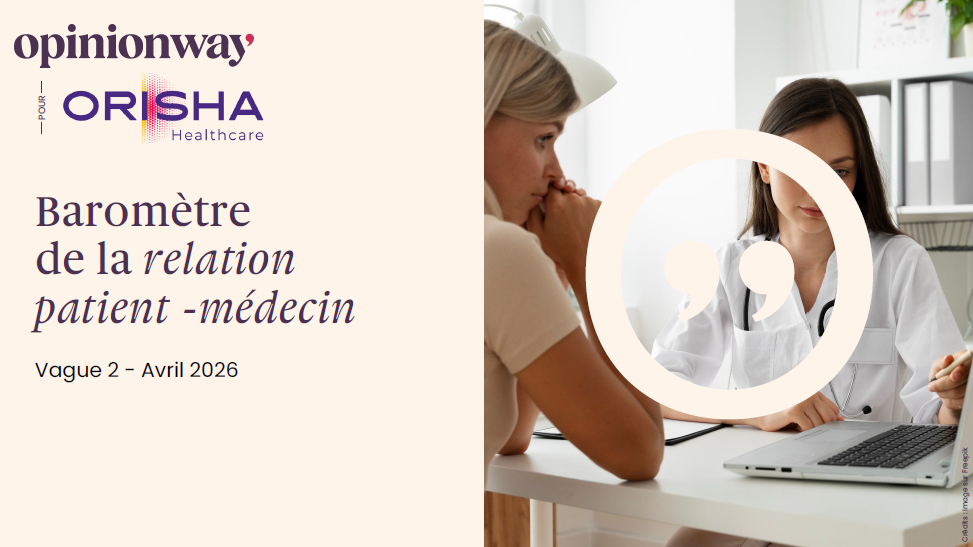 opinionway
POUR
ORISHA
Healthcare
Baromètre
de la relation
patient -médecin
Vague 2 - Avril 2026
Crédits : Image sur Freepik